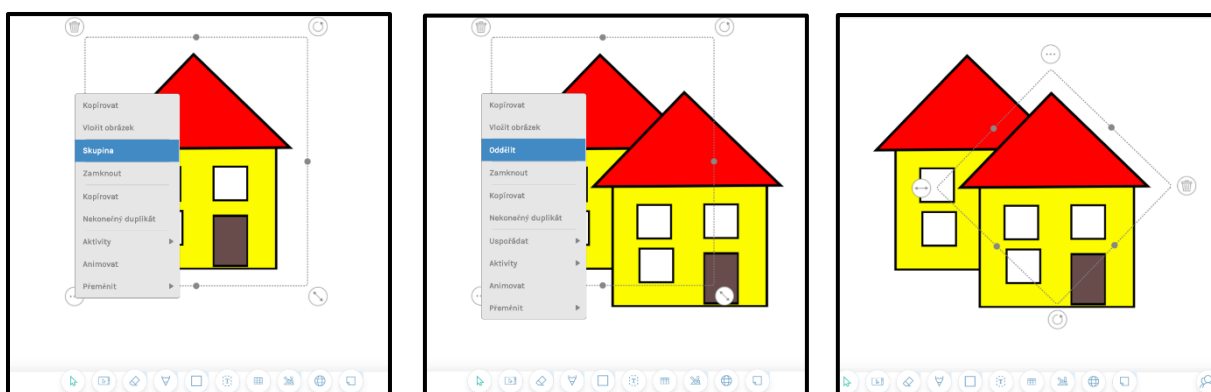 Kopírovat
Vložit obrázek
Skupina
Zamknout
Kopírovat
Nekonečný duplikát
Aktivity
Animovat
Přeměnit
Kopírovat
Vložit obrázek
Oddělit
Zamknout
Kopírovat
Nekonečný duplikát
Uspořádat
Aktivity
Animovat
Přeměnit